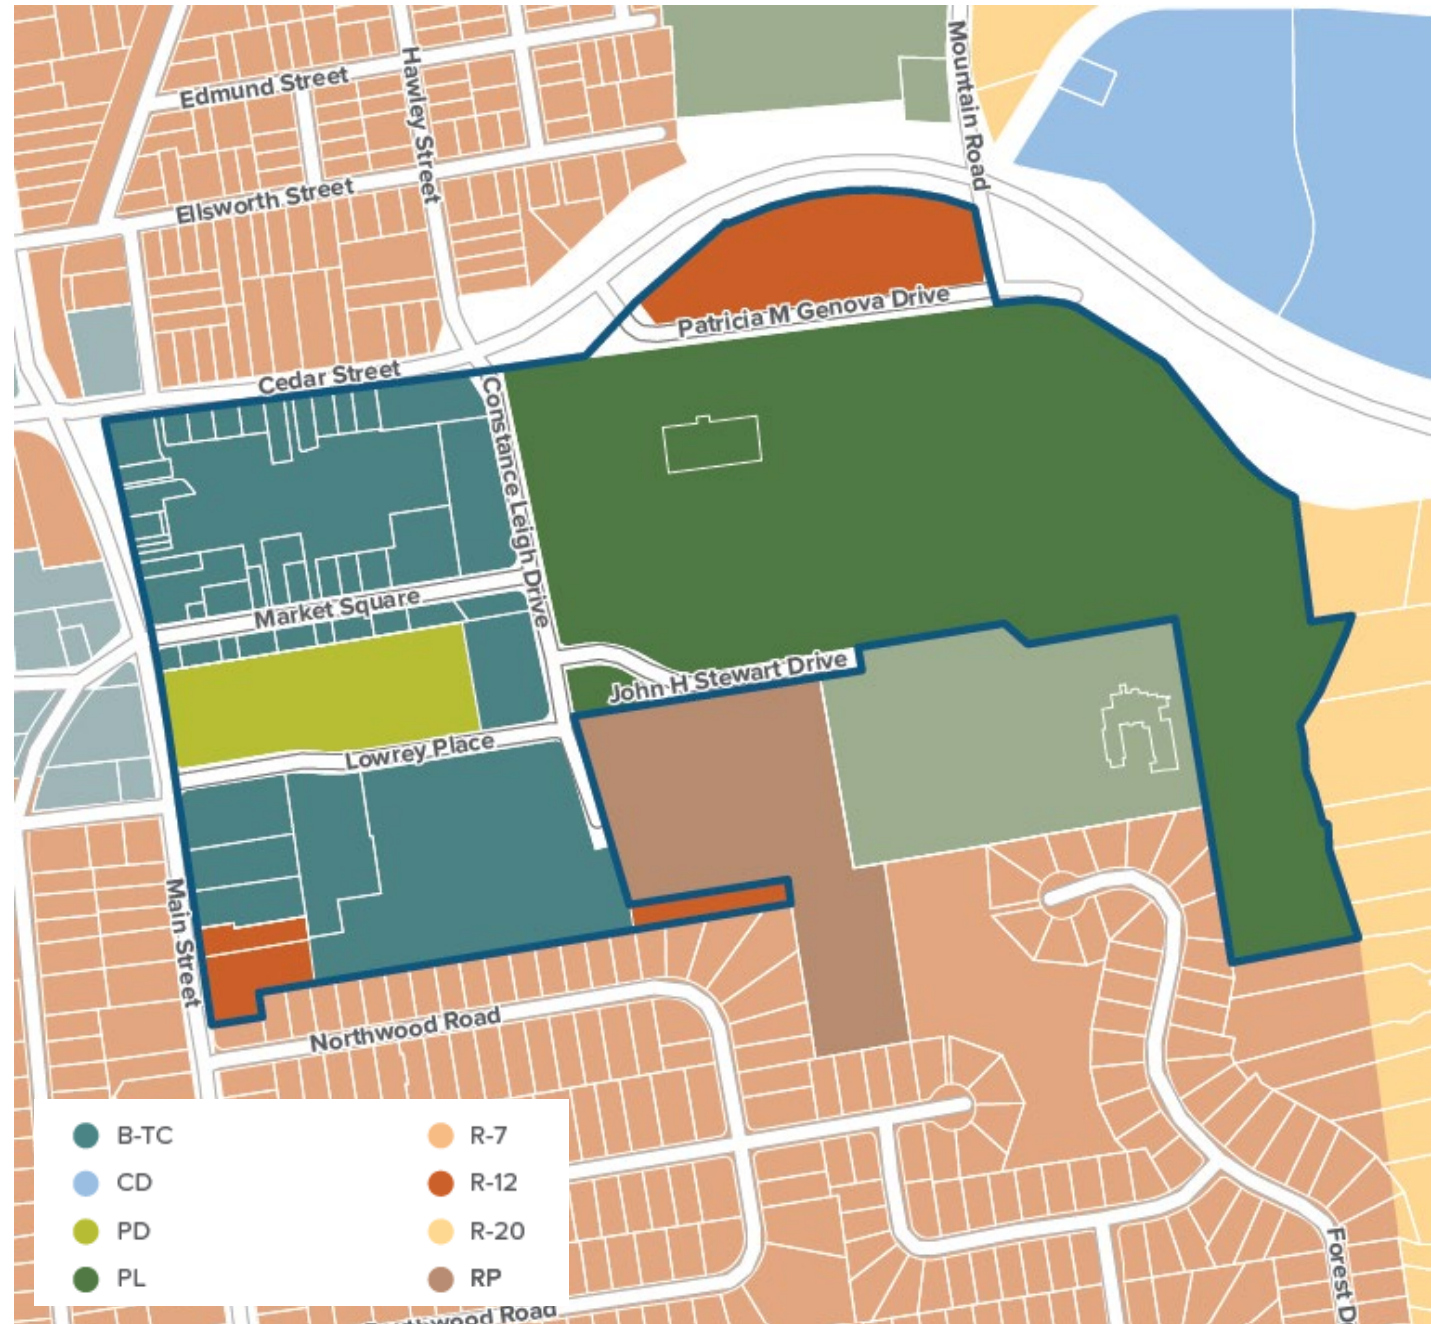 Mountain Road
Hawley Street
Edmund Street
Ellsworth Street
Patricia M Genova Drive
Cedar Street
Constance Leigh Drive
Market Square
John H Stewart Drive
Lowrey Place
Main Street
Northwood Road
Forest D
B-TC
R-7
CD
R-12
PD
R-20
PL
RP
Road